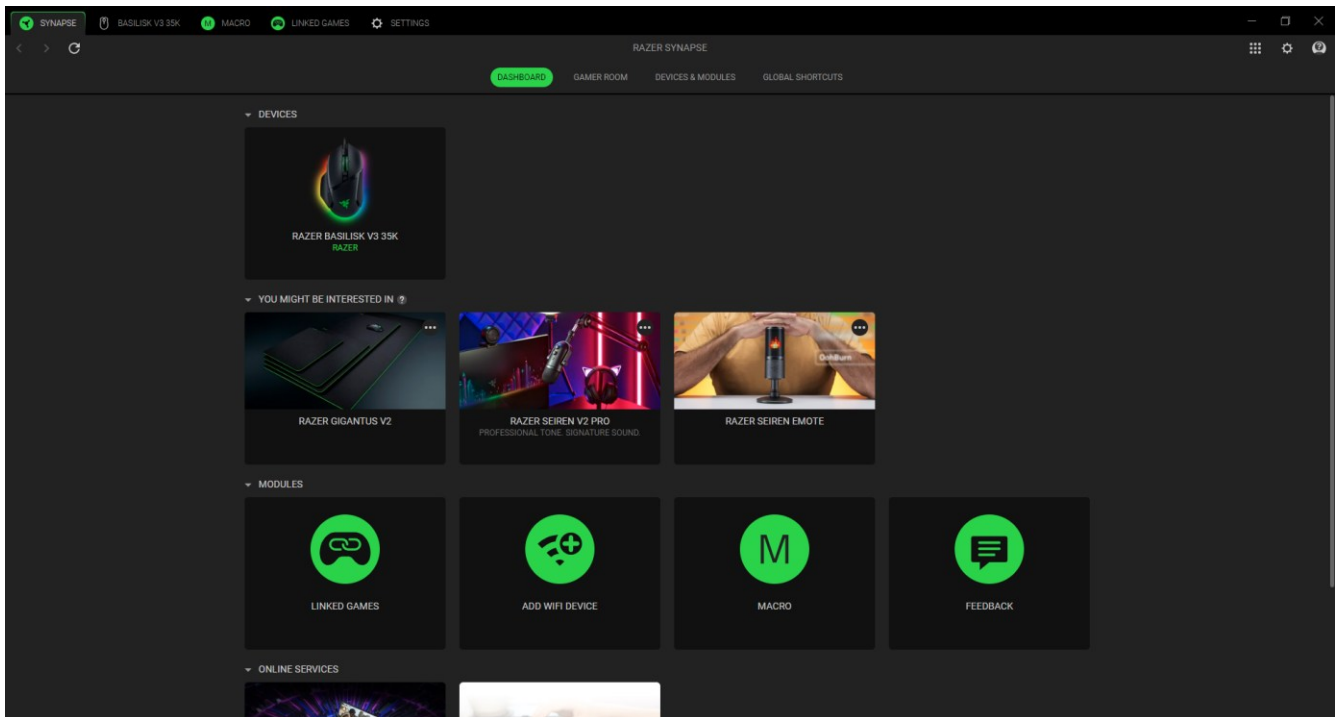 SYNAPSE
BASILISK V3 35K
M MACRO
LINKED GAMES
SETTINGS
RAZER SYNAPSE
DASHBOARD
GAMER ROOM
DEVICES & MODULES
GLOBAL SHORTCUTS
DEVICES
RAZER BASILISK V3 35K
RAZER
YOU MIGHT BE INTERESTED IN ?
RAZER GIGANTUS V2
RAZER SEIREN V2 PRO
PROFESSIONAL TONE. SIGNATURE SOUND.
OohBurn
RAZER SEIREN EMOTE
MODULES
LINKED GAMES
ADD WIFI DEVICE
M
MACRO
FEEDBACK
ONLINE SERVICES